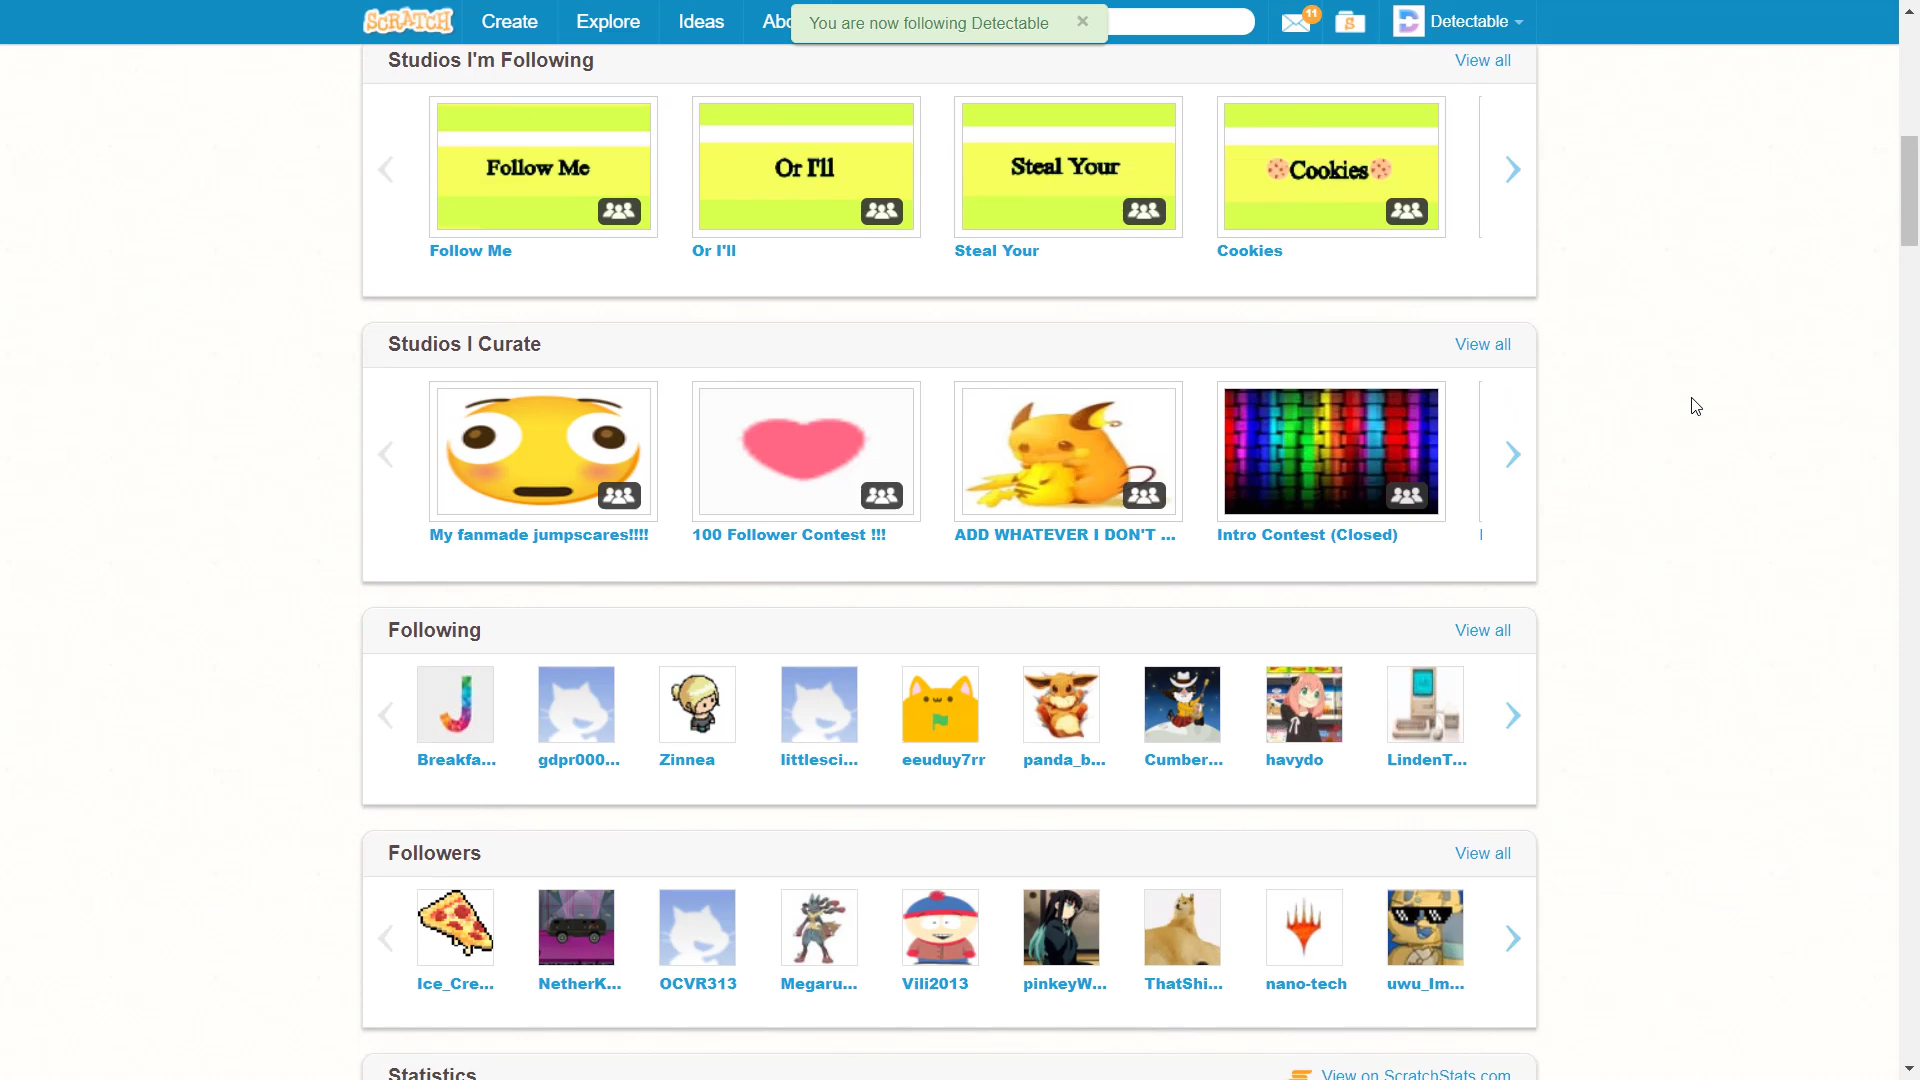 SCRATCH Create Explore Ideas Abo
You are now following Detectable ×
11
S
Detectable
Studios I'm Following
View all
Follow Me
Or I'll
Steal Your
Cookies
Follow Me
Or I'll
Steal Your
Cookies
Studios I Curate
View all
My fanmade jumpscares!!!!
100 Follower Contest !!!
ADD WHATEVER I DON'T ...
Intro Contest (Closed)
Following
View all
Breakfa...
gdpr000...
Zinnea
littlesci...
eeuduy7rr
panda_b...
Cumber...
havydo
LindenT...
Followers
View all
Ice_Cre...
NetherK...
OCVR313
Megaru...
Vili2013
pinkeyW...
ThatShi...
nano-tech
uwu_Im...
Statistics
View on ScratchStats.com